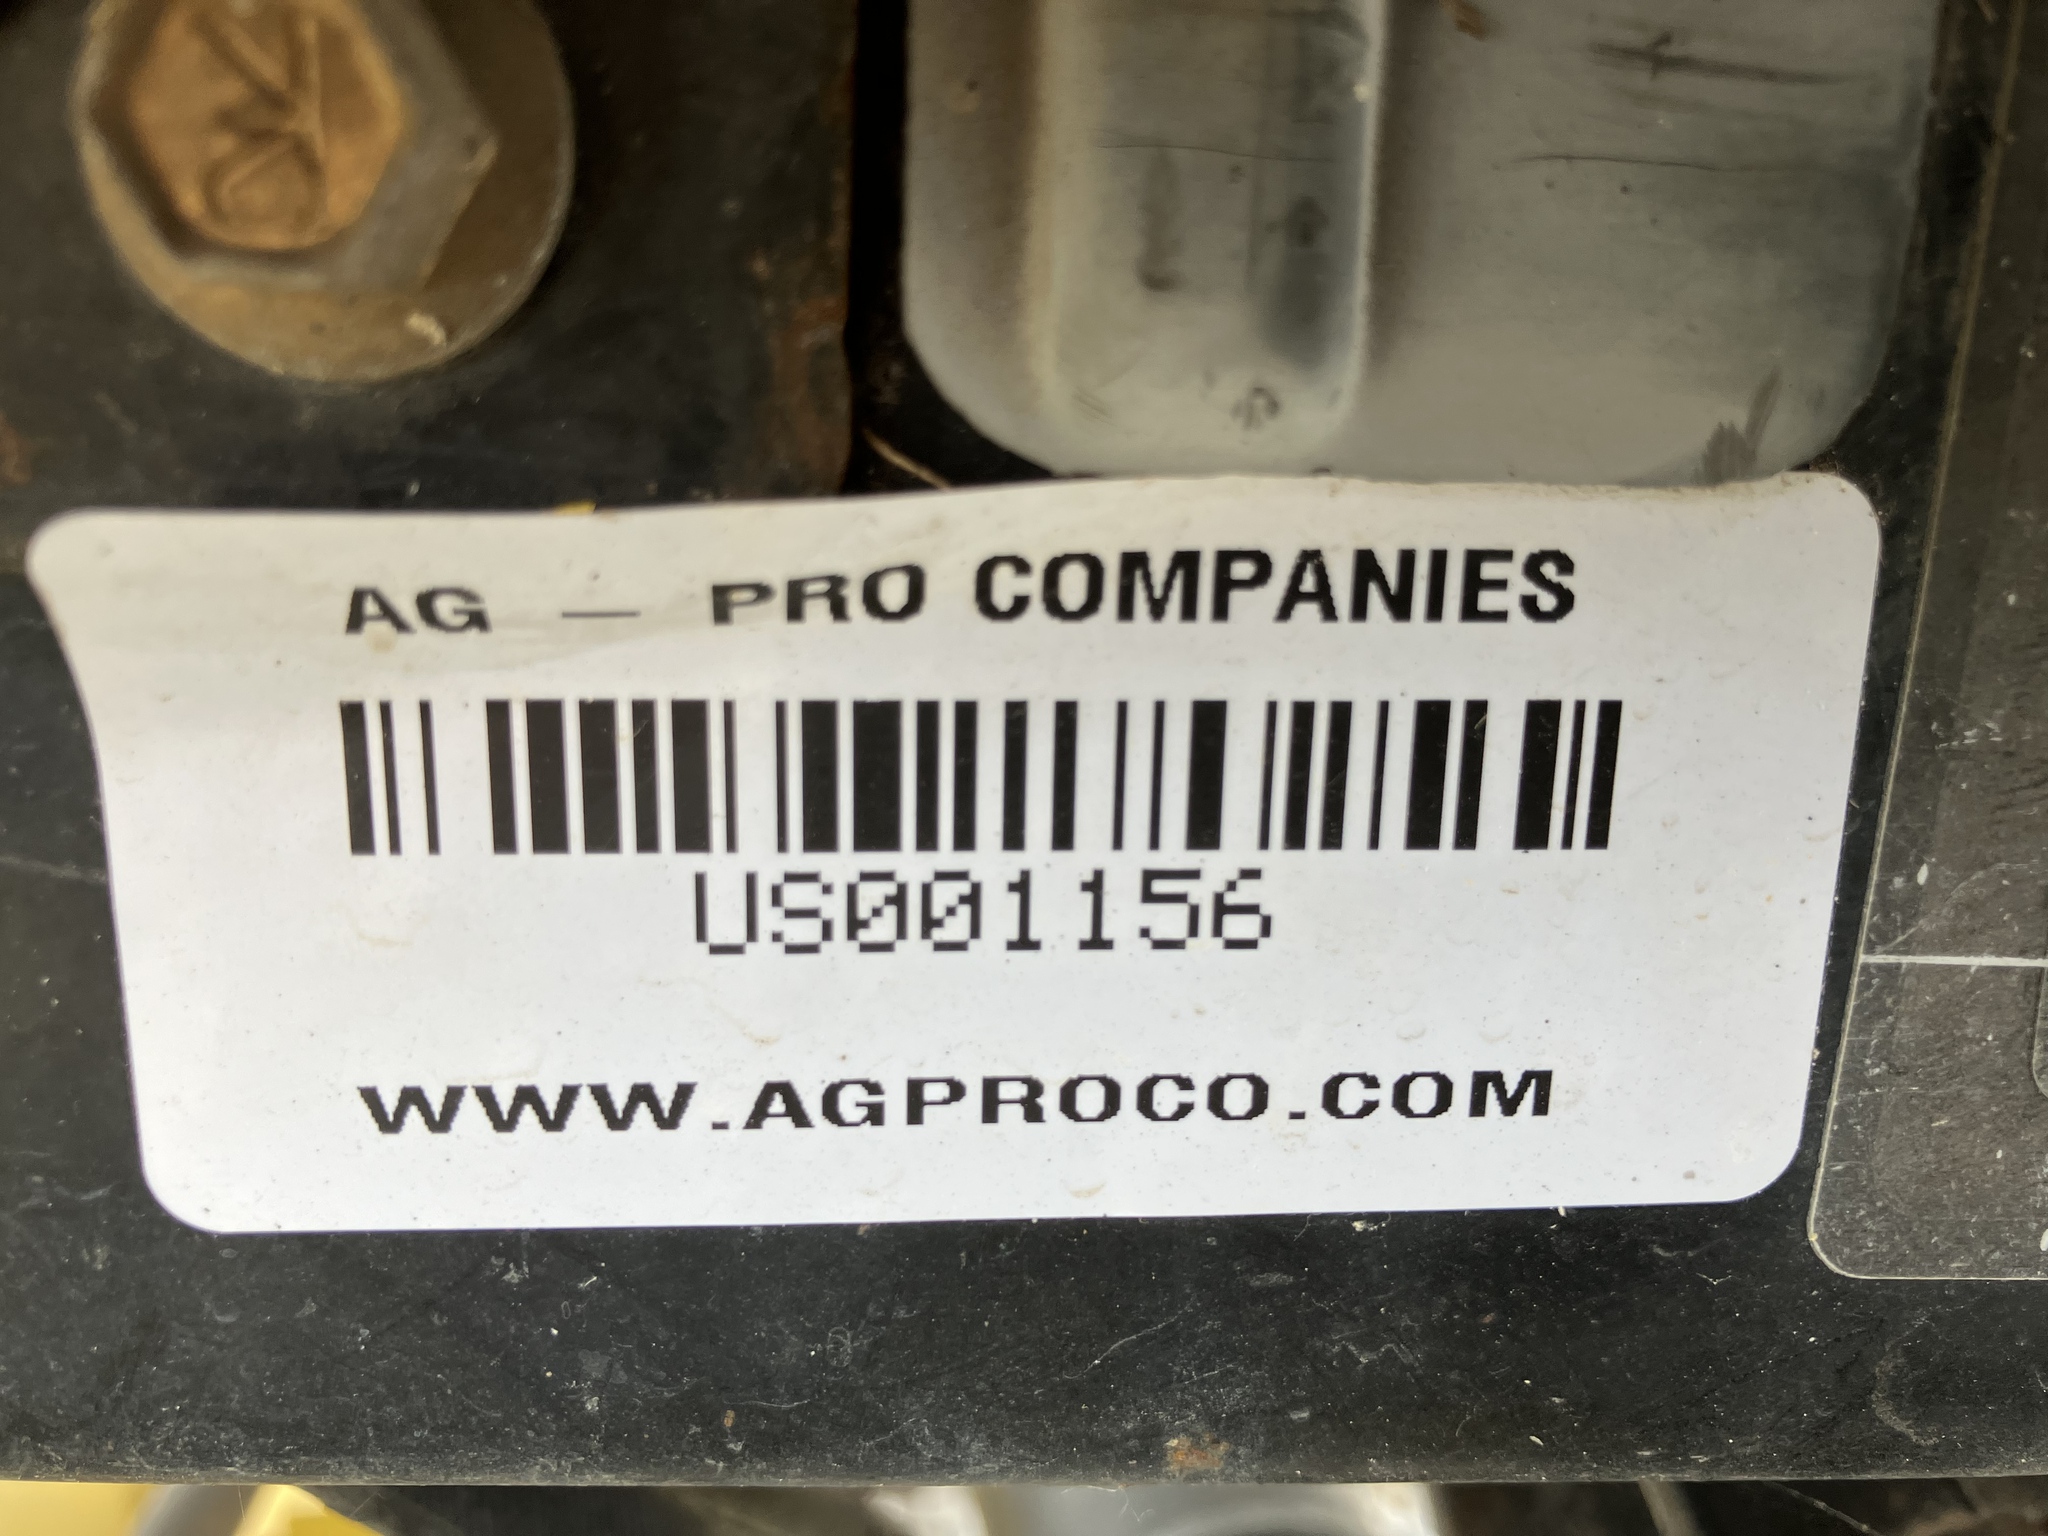 AG - PRO COMPANIES
US001156
WWW.AGPROCO.COM